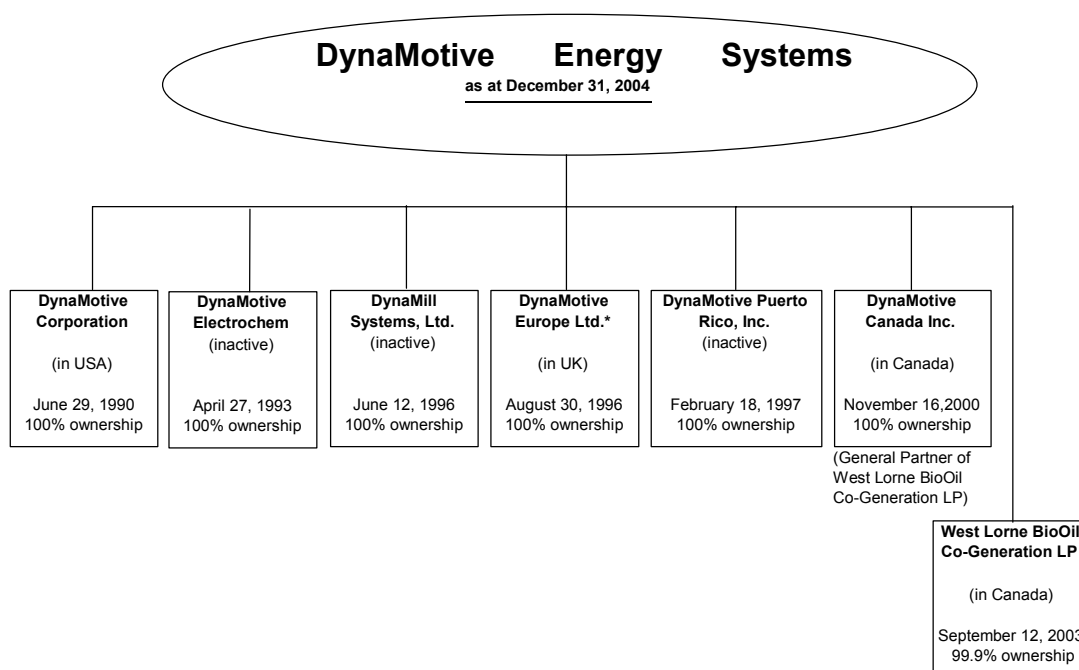 DynaMotive Energy Systems
as at December 31, 2004
DynaMotive
Corporation
(in USA)
June 29, 1990
100% ownership
DynaMotive
Electrochem
(inactive)
April 27, 1993
100% ownership
DynaMill
Systems, Ltd.
(inactive)
June 12, 1996
100% ownership
DynaMotive
Europe Ltd.*
(in UK)
August 30, 1996
100% ownership
DynaMotive Puerto
Rico, Inc.
(inactive)
February 18, 1997
100% ownership
DynaMotive
Canada Inc.
(in Canada)
November 16,2000
100% ownership
(General Partner of
West Lorne BioOil
Co-Generation LP)
West Lorne BioOil
Co-Generation LP
(in Canada)
September 12, 2003
99.9% ownership